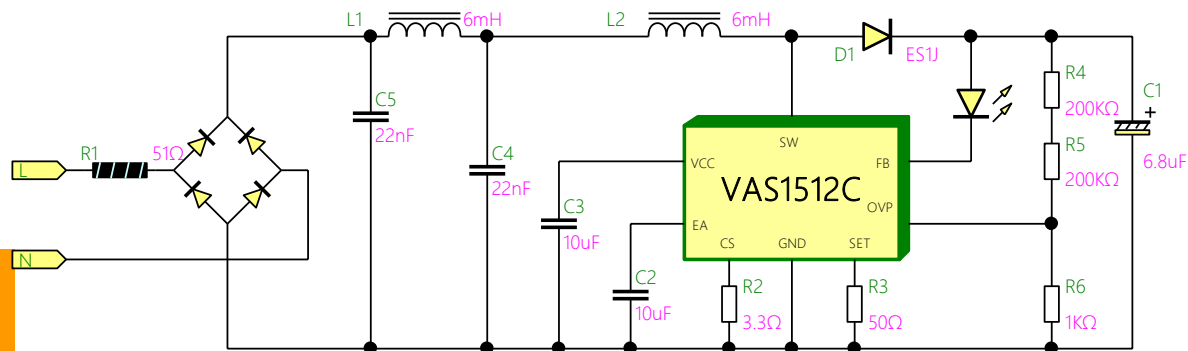 L1 6mH L2 6mH
D1 ES1J
C5
22nF
R4
200KΩ
C1
+
6.8uF
R1 51Ω
L
C4
22nF
SW
VCC
FB
VAS1512C
R5
200KΩ
C3
10uF
EA
OVP
CS GND SET
N
C2
10uF
R2
3.3Ω
R3
50Ω
R6
1KΩ